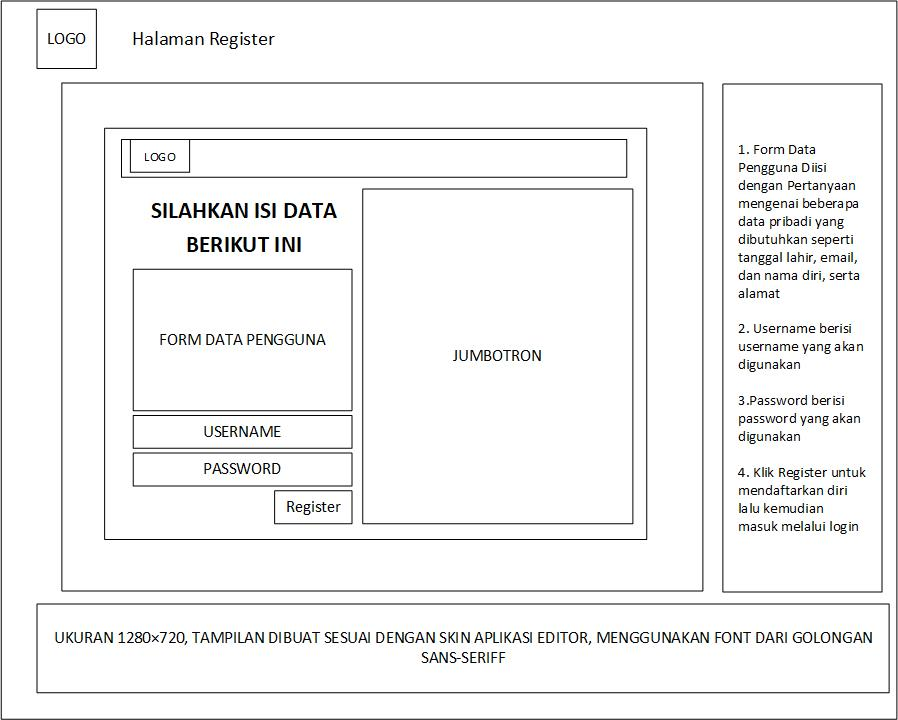 LOGO
Halaman Register
LOGO
SILAHKAN ISI DATA
BERIKUT INI
FORM DATA PENGGUNA
USERNAME
PASSWORD
Register
JUMBOTRON
1. Form Data
Pengguna Diisi
dengan Pertanyaan
mengenai beberapa
data pribadi yang
dibutuhkan seperti
tanggal lahir, email,
dan nama diri, serta
alamat
2. Username berisi
username yang akan
digunakan
3.Password berisi
password yang akan
digunakan
4. Klik Register untuk
mendaftarkan diri
lalu kemudian
masuk melalui login
UKURAN 1280×720, TAMPILAN DIBUAT SESUAI DENGAN SKIN APLIKASI EDITOR, MENGGUNAKAN FONT DARI GOLONGAN
SANS-SERIFF